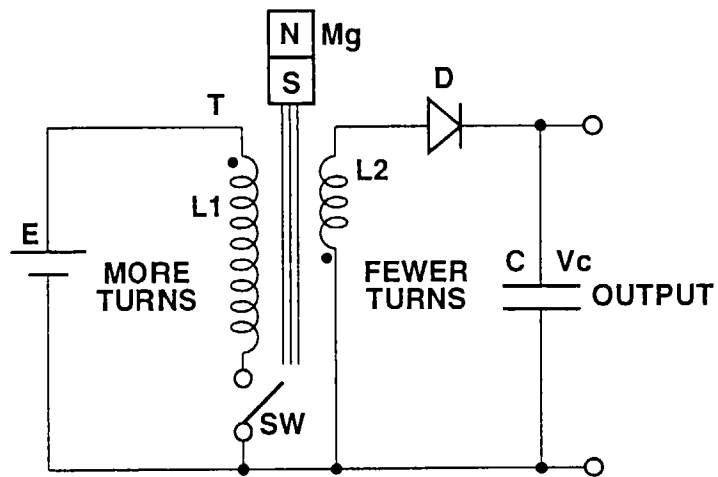 N Mg
S
T
D
L1
L2
E
MORE
TURNS
FEWER
TURNS
C Vc
OUTPUT
SW